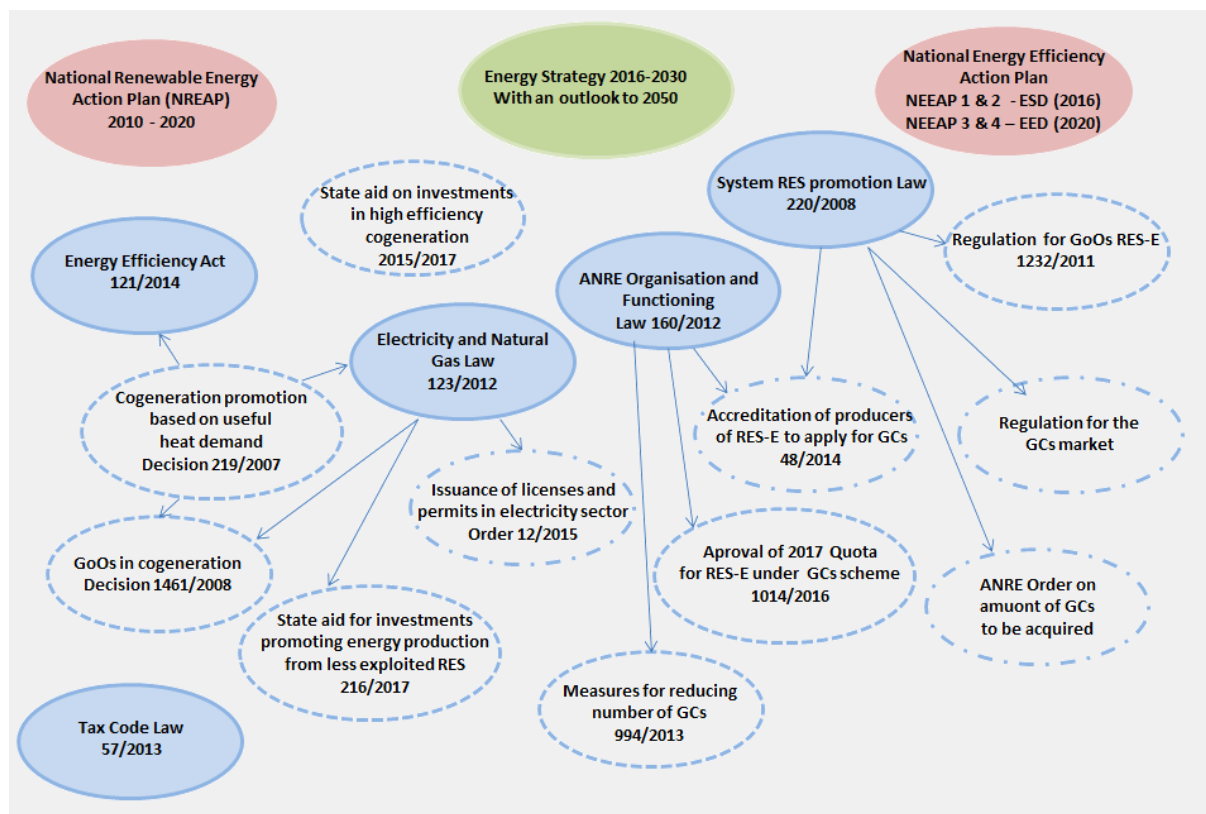 National Renewable Energy
Action Plan (NREAP)
2010 - 2020
Energy Strategy 2016-2030
With an outlook to 2050
National Energy Efficiency
Action Plan
NEEAP 1 & 2 - ESD (2016)
NEEAP 3 & 4 – EED (2020)
State aid on investments
in high efficiency
cogeneration
2015/2017
System RES promotion Law
220/2008
Regulation for GoOs RES-E
1232/2011
Energy Efficiency Act
121/2014
ANRE Organisation and
Functioning
Law 160/2012
Electricity and Natural
Gas Law
123/2012
Cogeneration promotion
based on useful
heat demand
Decision 219/2007
Accreditation of producers
of RES-E to apply for GCs
48/2014
Regulation for the
GCs market
Issuance of licenses and
permits in electricity sector
Order 12/2015
GoOs in cogeneration
Decision 1461/2008
Aproval of 2017 Quota
for RES-E under GCs scheme
1014/2016
ANRE Order on
amuont of GCs
to be acquired
State aid for investments
promoting energy production
from less exploited RES
216/2017
Measures for reducing
number of GCs
994/2013
Tax Code Law
57/2013